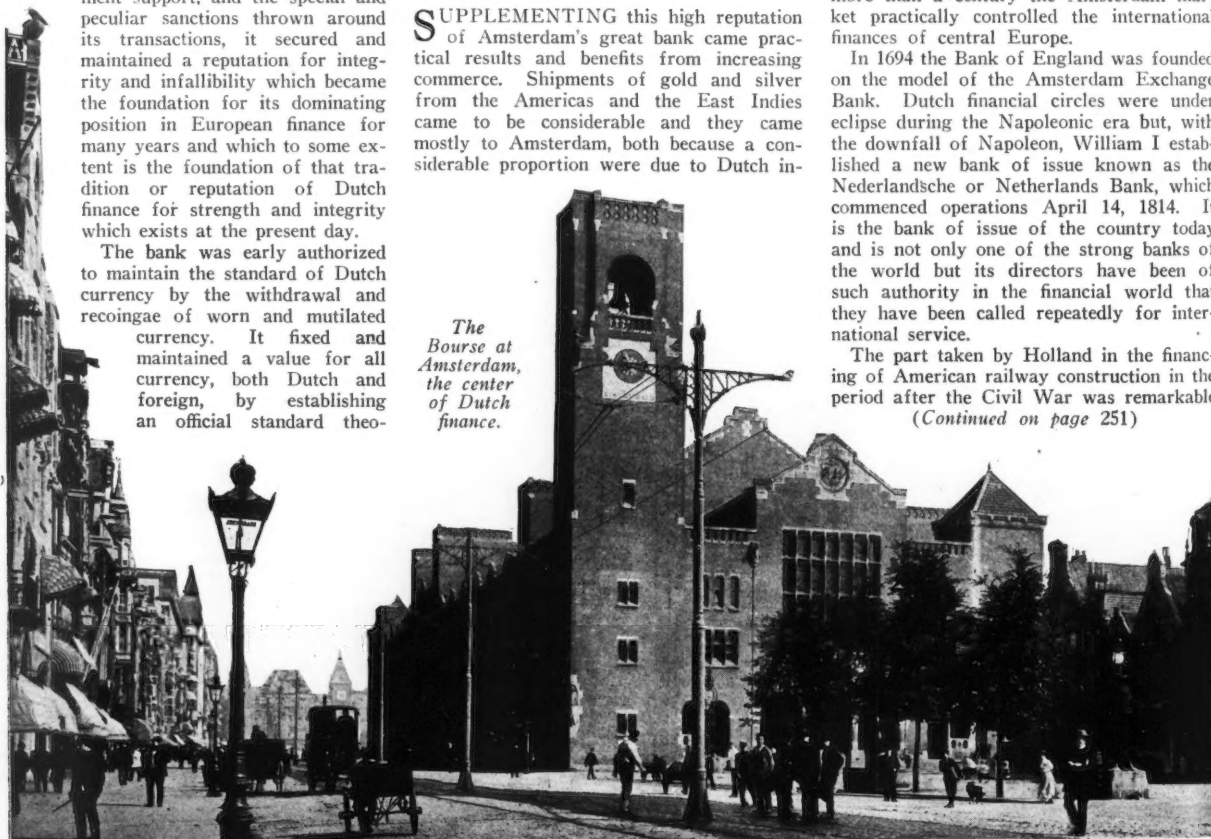 ment support, and the special and
peculiar sanctions thrown around
its transactions, it secured and
maintained a reputation for integ-
rity and infallibility which became
the foundation for its dominating
position in European finance for
many years and which to some ex-
tent is the foundation of that tra-
dition or reputation of Dutch
finance for strength and integrity
which exists at the present day.
The bank was early authorized
to maintain the standard of Dutch
currency by the withdrawal and
recoingae of worn and mutilated
currency. It fixed and
maintained a value for all
currency, both Dutch and
foreign, by establishing
an official standard theo-
SUPPLEMENTING this high reputation
of Amsterdam's great bank came prac-
tical results and benefits from increasing
commerce. Shipments of gold and silver
from the Americas and the East Indies
came to be considerable and they came
mostly to Amsterdam, both because a con-
siderable proportion were due to Dutch in-
The
Bourse at
Amsterdam,
the center
of Dutch
finance.
more than a century the Amsterdam mar-
ket practically controlled the international
finances of central Europe.
In 1694 the Bank of England was founded
on the model of the Amsterdam Exchange
Bank. Dutch financial circles were under
eclipse during the Napoleonic era but, with
the downfall of Napoleon, William I estab-
lished a new bank of issue known as the
Nederlandsche or Netherlands Bank, which
commenced operations April 14, 1814. It
is the bank of issue of the country today
and is not only one of the strong banks of
the world but its directors have been of
such authority in the financial world that
they have been called repeatedly for inter-
national service.
The part taken by Holland in the financ-
ing of American railway construction in the
period after the Civil War was remarkable
(Continued on page 251)